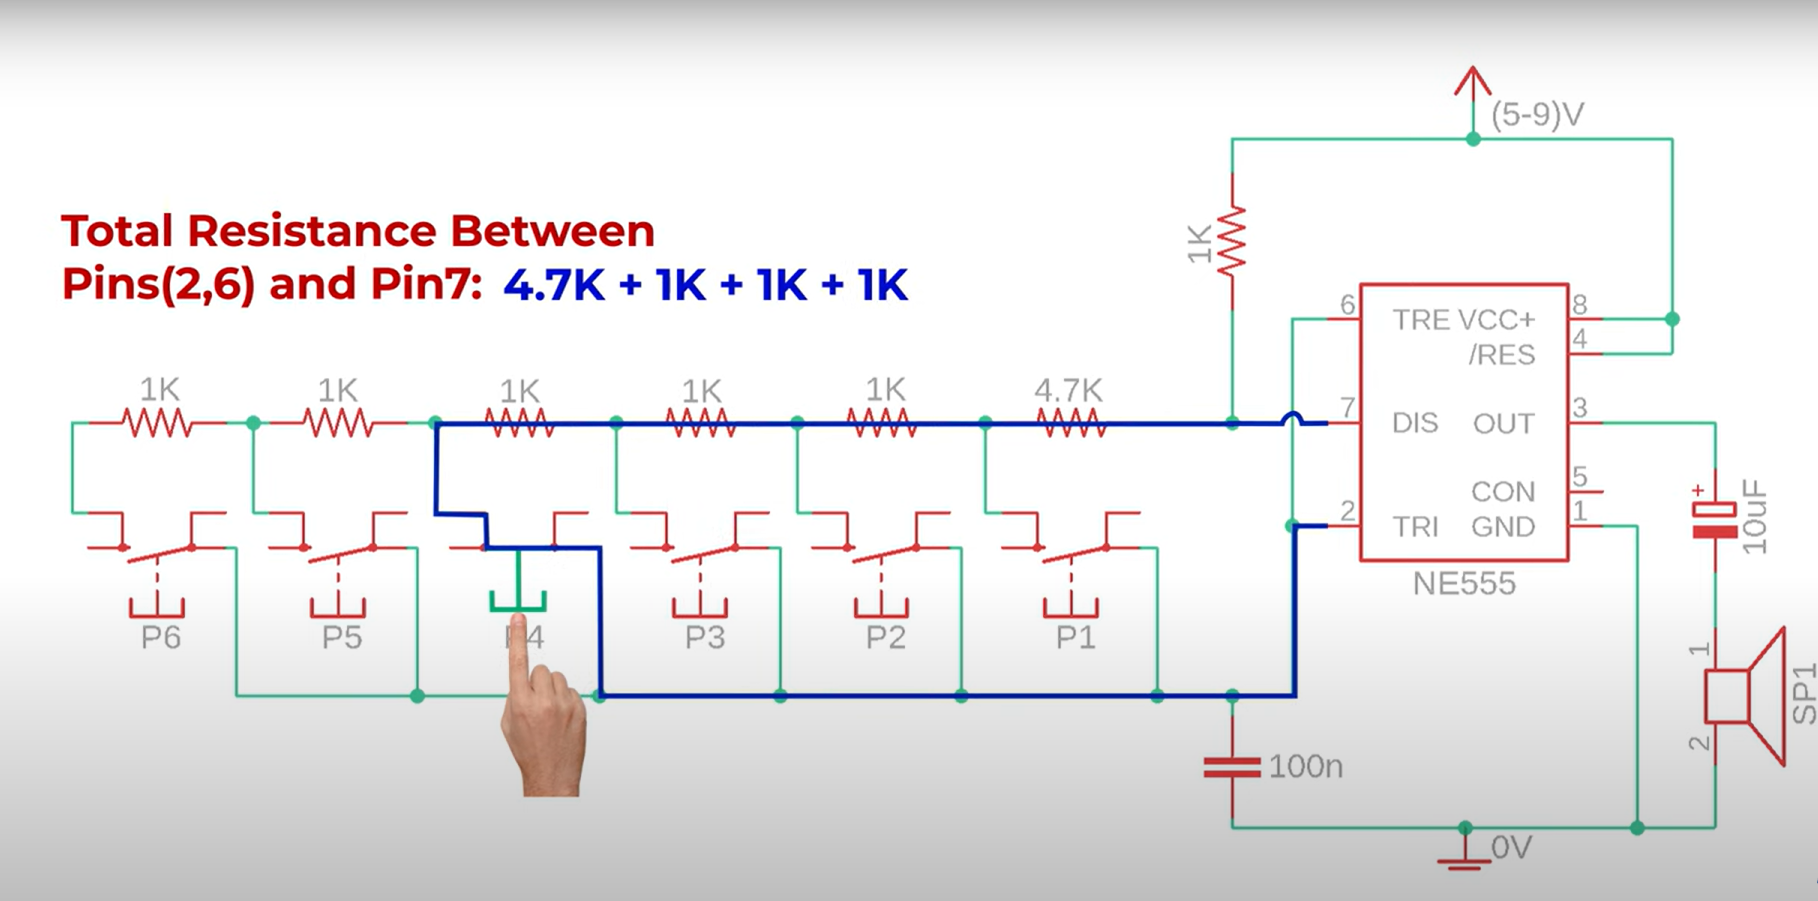 (5-9)V
Total Resistance Between
Pins(2,6) and Pin7: 4.7K + 1K + 1K + 1K
1K
6 TRE VCC+ 8
/RES 4
1K 1K 1K 1K 1K 4.7K
7 DIS OUT 3
CON 5
2 TRI GND 1
+
10uF
NE555
P6 P5 4 P3 P2 P1
1
SP1
2
100n
0V